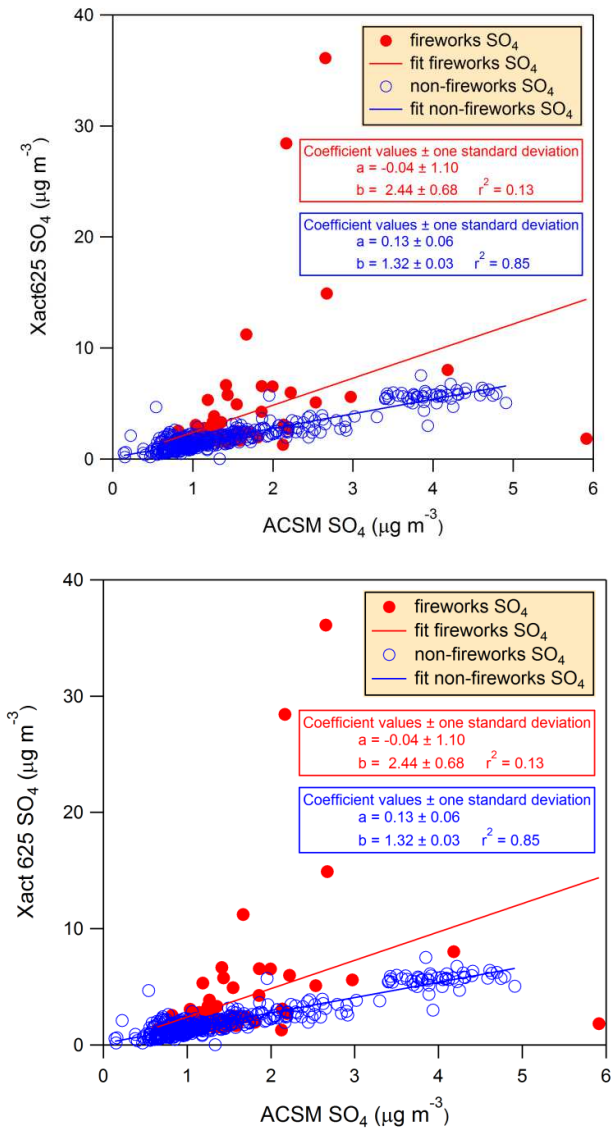 40
30
20
10
0
Xact625 SO₄ (μg m⁻³)
fireworks SO₄
fit fireworks SO₄
non-fireworks SO₄
fit non-fireworks SO₄
Coefficient values ± one standard deviation
a = -0.04 ± 1.10
b = 2.44 ± 0.68 r² = 0.13
Coefficient values ± one standard deviation
a = 0.13 ± 0.06
b = 1.32 ± 0.03 r² = 0.85
0 1 2 3 4 5 6
ACSM SO₄ (μg m⁻³)
40
30
20
10
0
Xact 625 SO₄ (μg m⁻³)
fireworks SO₄
fit fireworks SO₄
non-fireworks SO₄
fit non-fireworks SO₄
Coefficient values ± one standard deviation
a = -0.04 ± 1.10
b = 2.44 ± 0.68 r² = 0.13
Coefficient values ± one standard deviation
a = 0.13 ± 0.06
b = 1.32 ± 0.03 r² = 0.85
0 1 2 3 4 5 6
ACSM SO₄ (μg m⁻³)